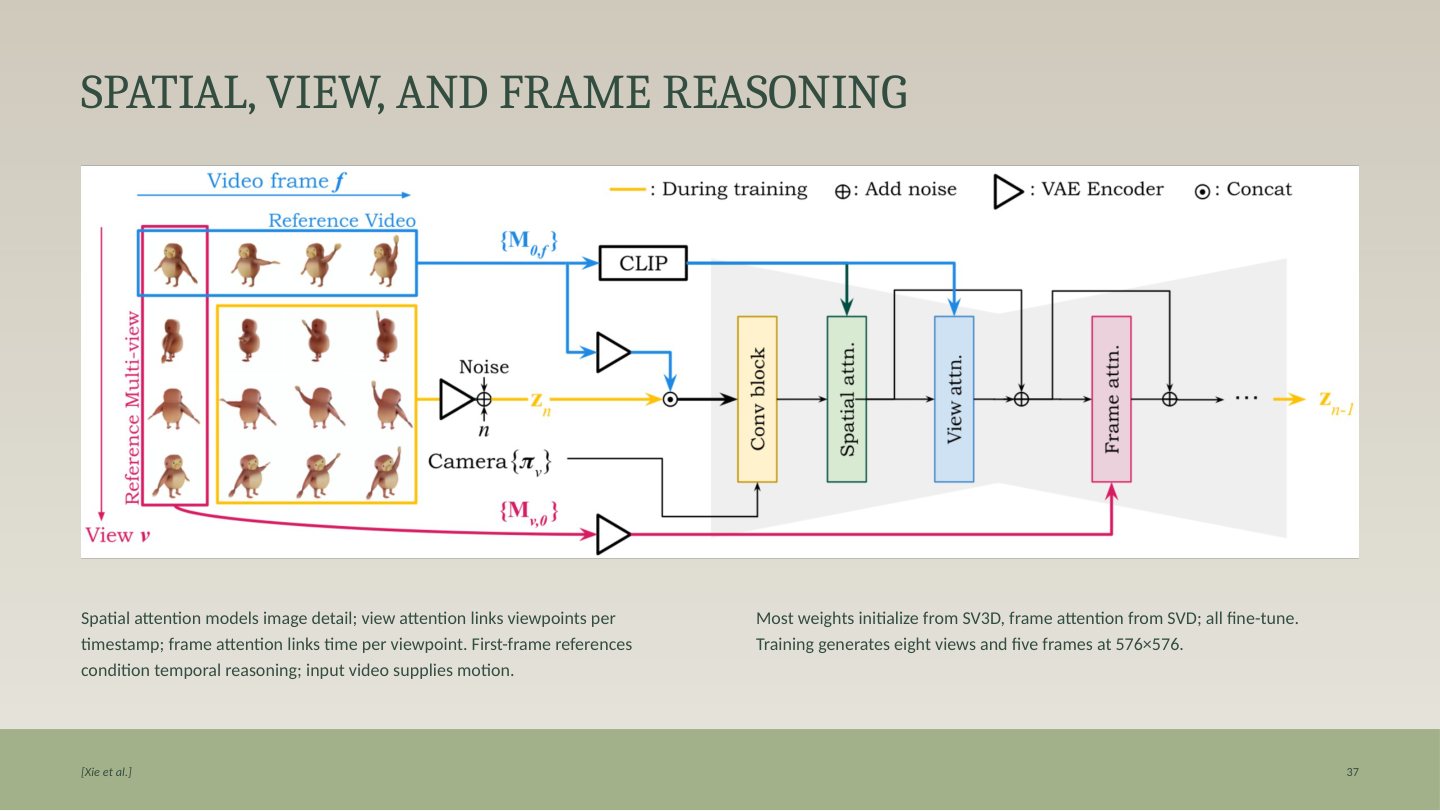 SPATIAL, VIEW, AND FRAME REASONING
Video frame f
: During training
: Add noise
: VAE Encoder
: Concat
Reference Video
{M0,f}
CLIP
Reference Multi-view
Noise
zn
n
Camera{πv}
{Mv,0}
View v
Conv block
Spatial attn.
View attn.
Frame attn.
...
zn-1
Spatial attention models image detail; view attention links viewpoints per
timestamp; frame attention links time per viewpoint. First-frame references
condition temporal reasoning; input video supplies motion.
Most weights initialize from SV3D, frame attention from SVD; all fine-tune.
Training generates eight views and five frames at 576×576.
[Xie et al.]
37